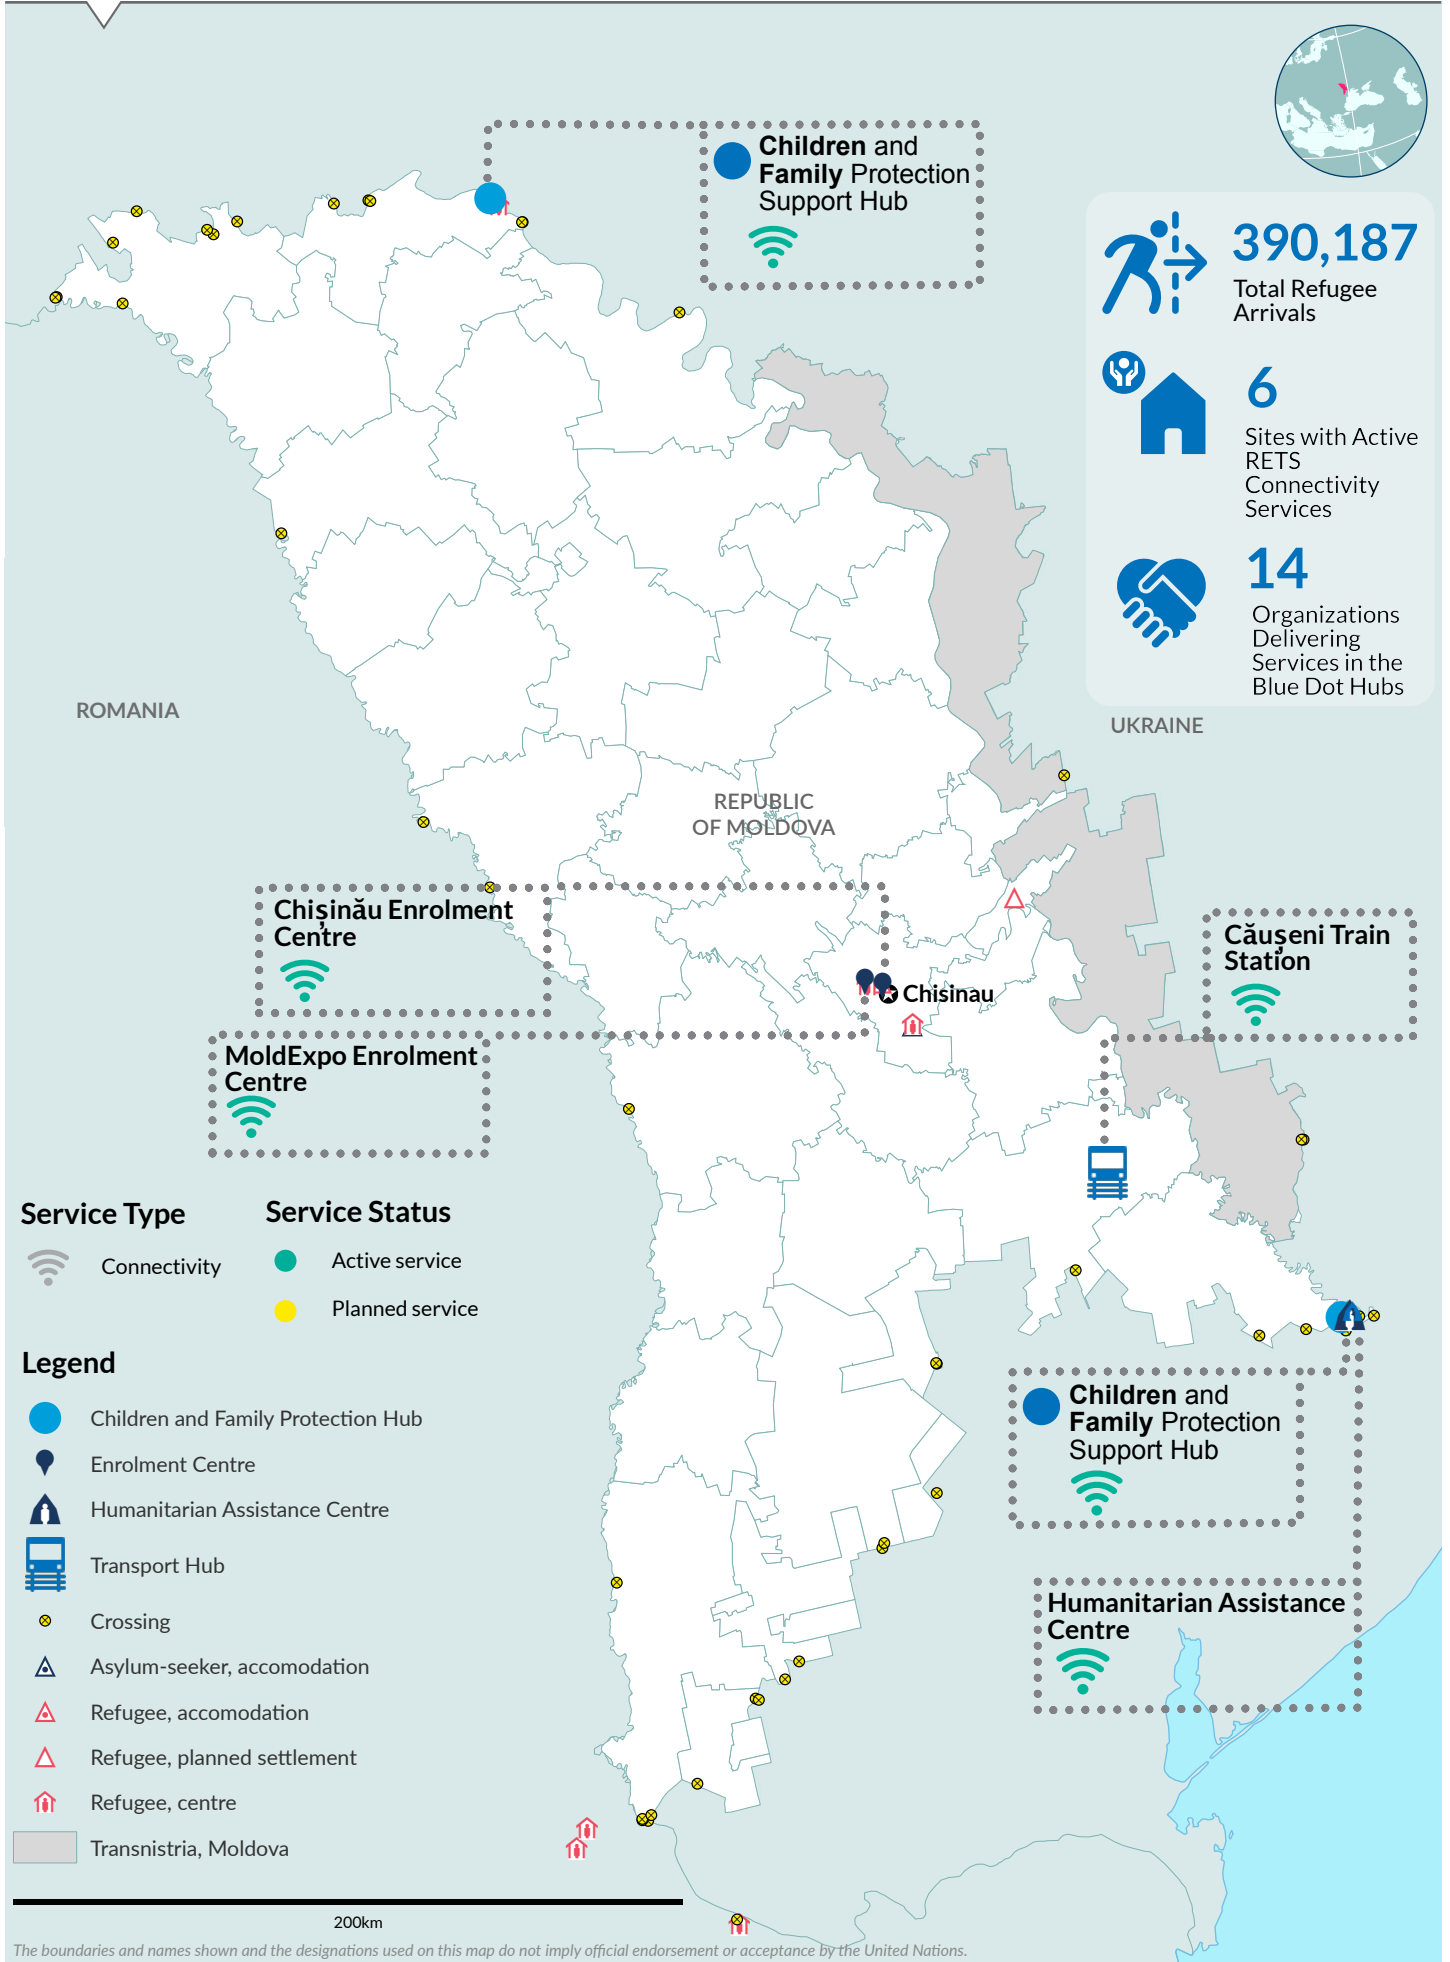 Children and
Family Protection
Support Hub
390,187
Total Refugee
Arrivals
6
Sites with Active
RETS
Connectivity
Services
14
Organizations
Delivering
Services in the
Blue Dot Hubs
ROMANIA
UKRAINE
REPUBLIC
OF MOLDOVA
Chișinău Enrolment
Centre
Căușeni Train
Station
Chisinau
MoldExpo Enrolment
Centre
Service Type
Connectivity
Service Status
Active service
Planned service
Legend
Children and Family Protection Hub
Enrolment Centre
Humanitarian Assistance Centre
Transport Hub
Crossing
Asylum-seeker, accomodation
Refugee, accomodation
Refugee, planned settlement
Refugee, centre
Transnistria, Moldova
Children and
Family Protection
Support Hub
Humanitarian Assistance
Centre
200km
The boundaries and names shown and the designations used on this map do not imply official endorsement or acceptance by the United Nations.